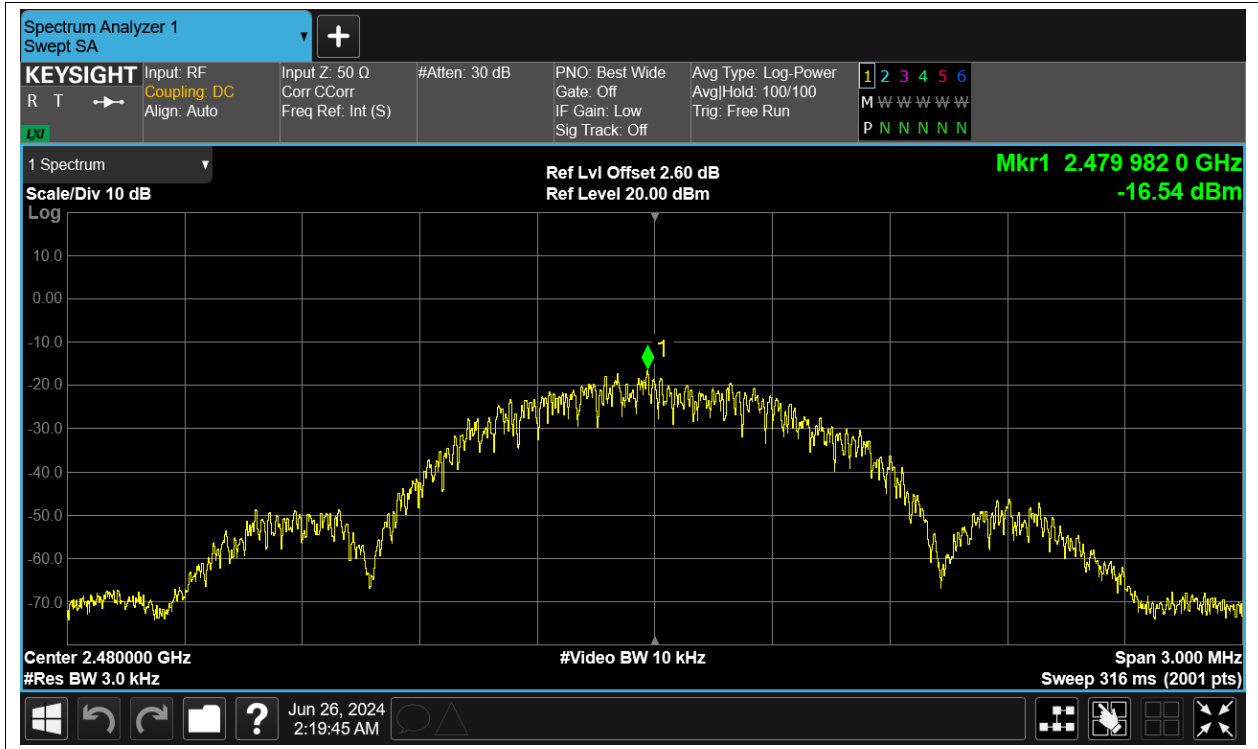 Spectrum Analyzer 1
Swept SA
+
KEYSIGHT
R T
LXI
Input: RF
Coupling: DC
Align: Auto
Input Z: 50 Ω
Corr CCorr
Freq Ref: Int (S)
#Atten: 30 dB
PNO: Best Wide
Gate: Off
IF Gain: Low
Sig Track: Off
Avg Type: Log-Power
Avg|Hold: 100/100
Trig: Free Run
1 2 3 4 5 6
M W W W W W
P N N N N N
1 Spectrum
Scale/Div 10 dB
Log
Ref Lvl Offset 2.60 dB
Ref Level 20.00 dBm
Mkr1 2.479 982 0 GHz
-16.54 dBm
10.0
0.00
-10.0
-20.0
-30.0
-40.0
-50.0
-60.0
-70.0
1
Center 2.480000 GHz
#Res BW 3.0 kHz
#Video BW 10 kHz
Span 3.000 MHz
Sweep 316 ms (2001 pts)
?
Jun 26, 2024
2:19:45 AM